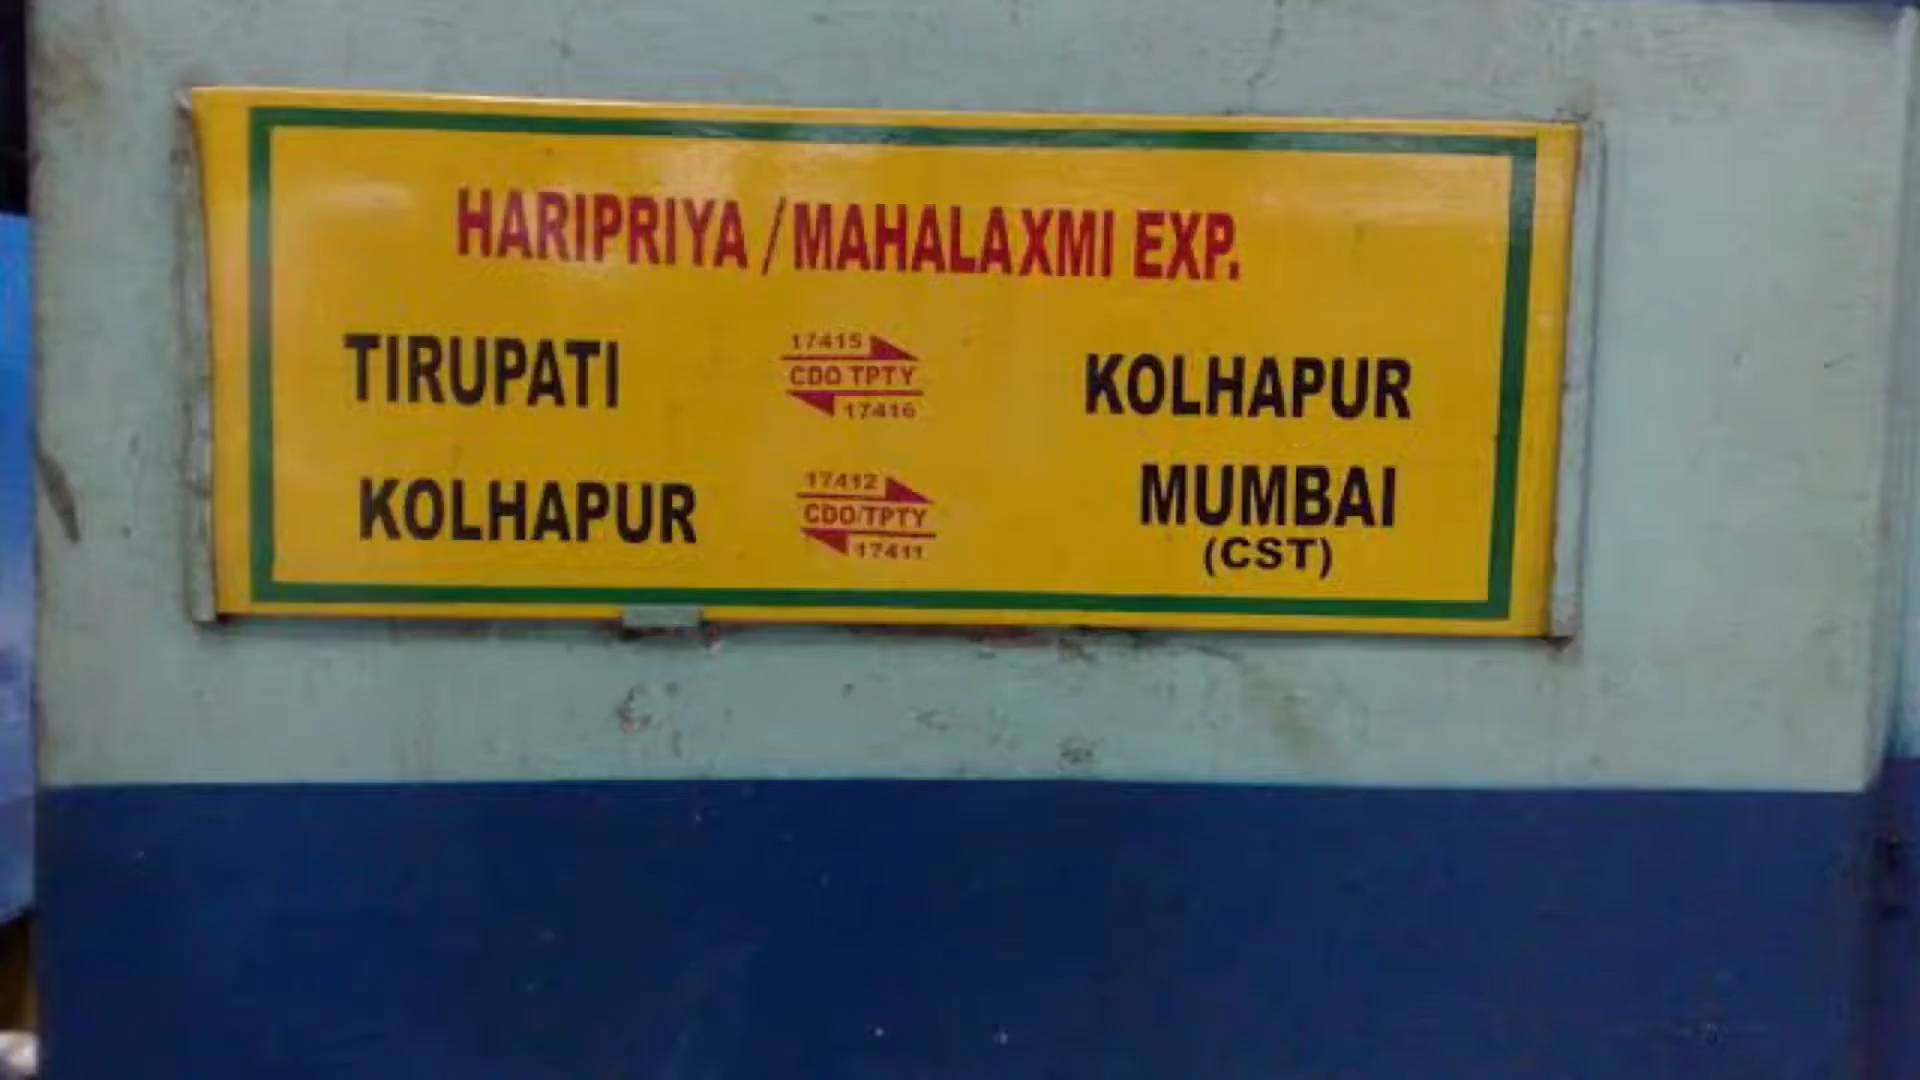 HARIPRIYA / MAHALAXMI EXP.
TIRUPATI 17415 CDO TPTY 17416 KOLHAPUR
KOLHAPUR 17412 CDO/TPTY 17411 MUMBAI
(CST)